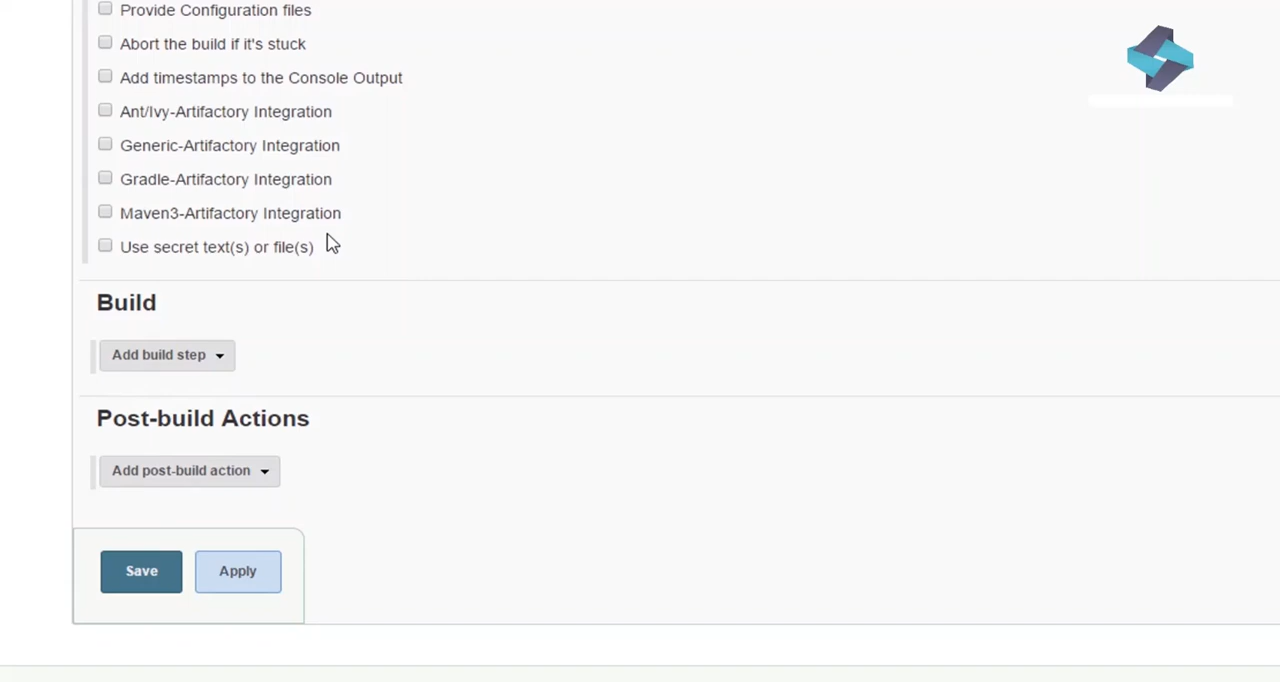 Provide Configuration files
Abort the build if it's stuck
Add timestamps to the Console Output
Ant/Ivy-Artifactory Integration
Generic-Artifactory Integration
Gradle-Artifactory Integration
Maven3-Artifactory Integration
Use secret text(s) or file(s)
Build
Add build step
Post-build Actions
Add post-build action
Save
Apply